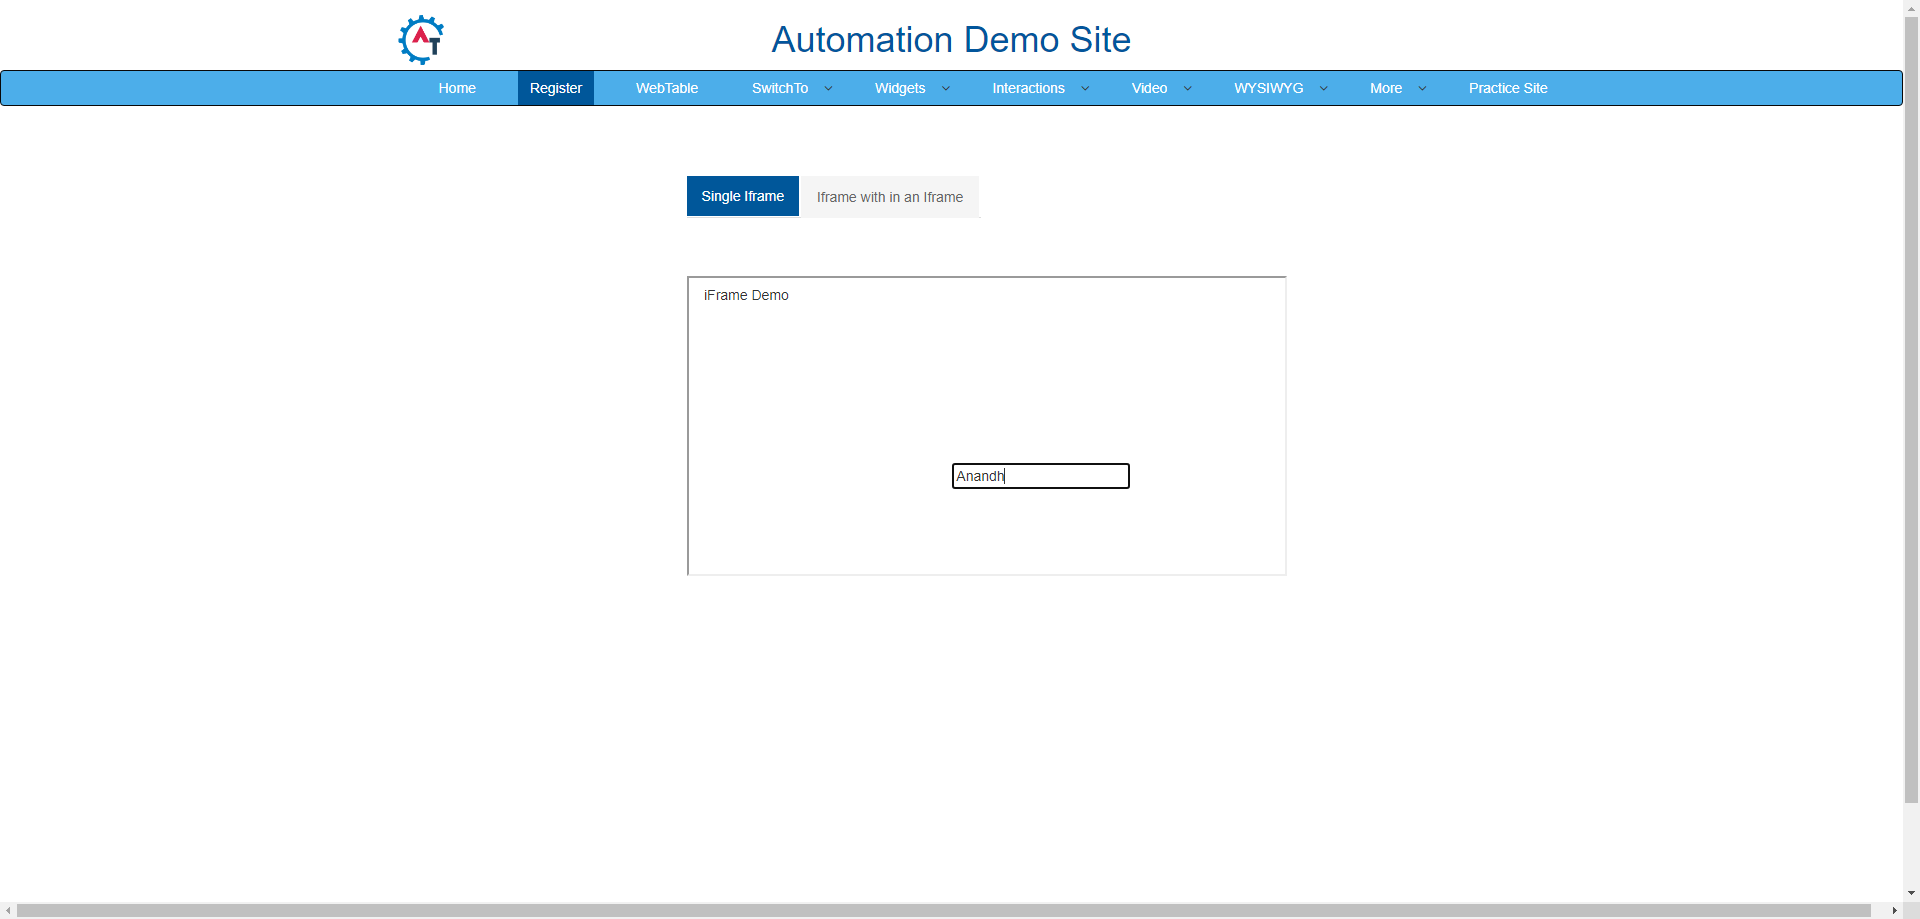 AT
Automation Demo Site
Home Register WebTable SwitchTo Widgets Interactions Video WYSIWYG More Practice Site
Single Iframe Iframe with in an Iframe
iFrame Demo
Anandh